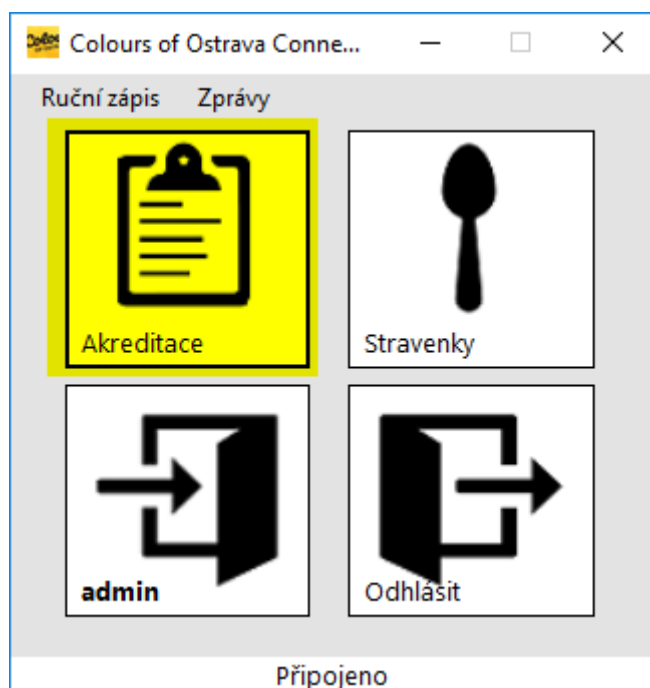 Colours of Ostrava Conne...
Ruční zápis Zprávy
Akreditace
Stravenky
admin
Odhlásit
Připojeno